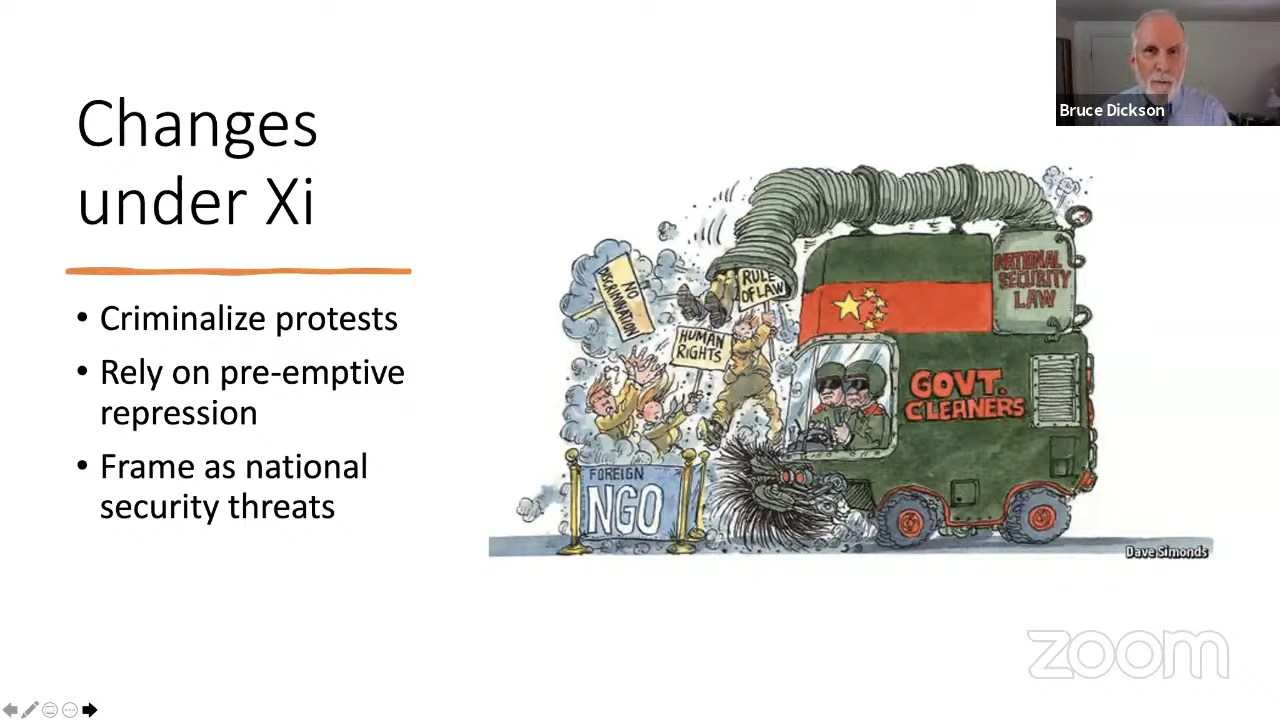 Bruce Dickson
Changes
under Xi
• Criminalize protests
• Rely on pre-emptive
repression
• Frame as national
security threats
NO
DISCRIMINATION
RULE
OF LAW
HUMAN
RIGHTS
NATIONAL
SECURITY
LAW
GOVT.
CLEANERS
FOREIGN
NGO
Dave Simonds
zoom